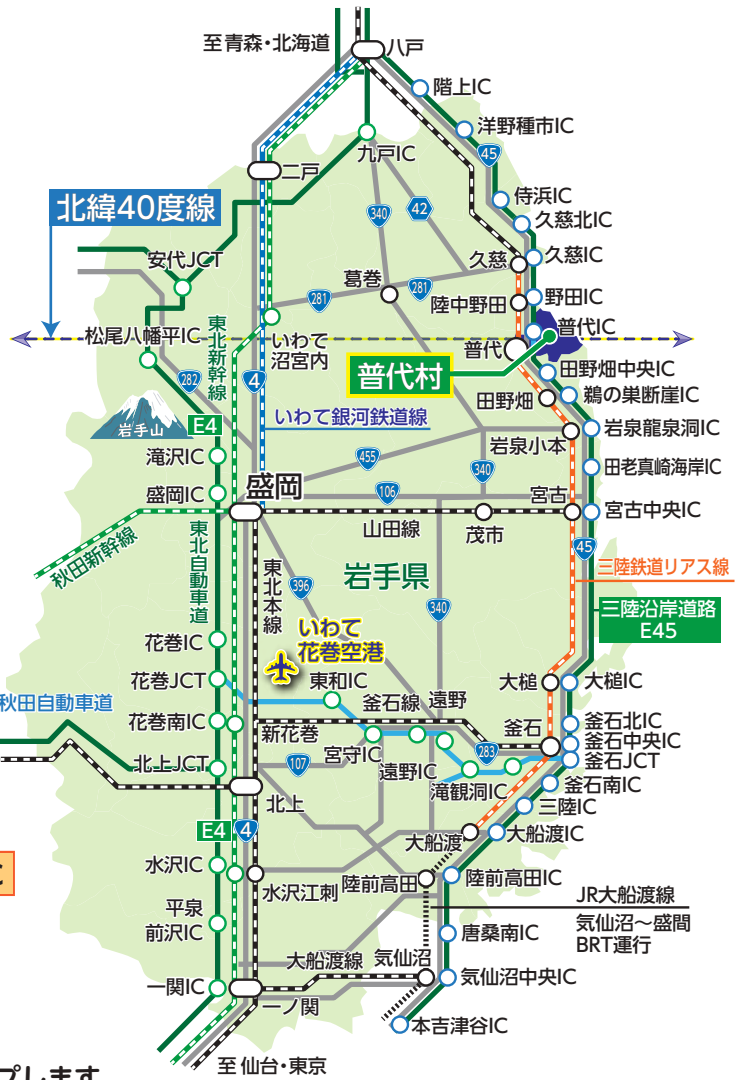 至青森・北海道
八戸
階上IC
洋野種市IC
九戸IC
45
二戸
侍浜IC
北緯40度線
340
42
久慈北IC
安代JCT
久慈
久慈IC
葛巻
281
281
陸中野田
野田IC
普代IC
松尾八幡平IC
東北新幹線
いわて
沼宮内
普代
普代村
田野畑中央IC
282
4
田野畑
鵜の巣断崖IC
岩手山
E4
いわて銀河鉄道線
岩泉龍泉洞IC
岩泉小本
滝沢IC
455
340
田老真崎海岸IC
盛岡IC
盛岡
106
宮古
宮古中央IC
山田線
茂市
秋田新幹線
東北自動車道
45
東北本線
岩手県
三陸鉄道リアス線
396
340
三陸沿岸道路
E45
花巻IC
いわて
花巻空港
花巻JCT
東和IC
大槌
大槌IC
秋田自動車道
釜石線
遠野
花巻南IC
新花巻
釜石
釜石北IC
釜石中央IC
宮守IC
283
釜石JCT
北上JCT
107
遠野IC
滝観洞IC
釜石南IC
北上
三陸IC
E4
4
大船渡
大船渡IC
C
水沢IC
水沢江刺
陸前高田
陸前高田IC
JR大船渡線
平泉
前沢IC
気仙沼～盛間
BRT運行
唐桑南IC
大船渡線
気仙沼
一関IC
気仙沼中央IC
一ノ関
本吉津谷IC
至 仙台・東京
プします